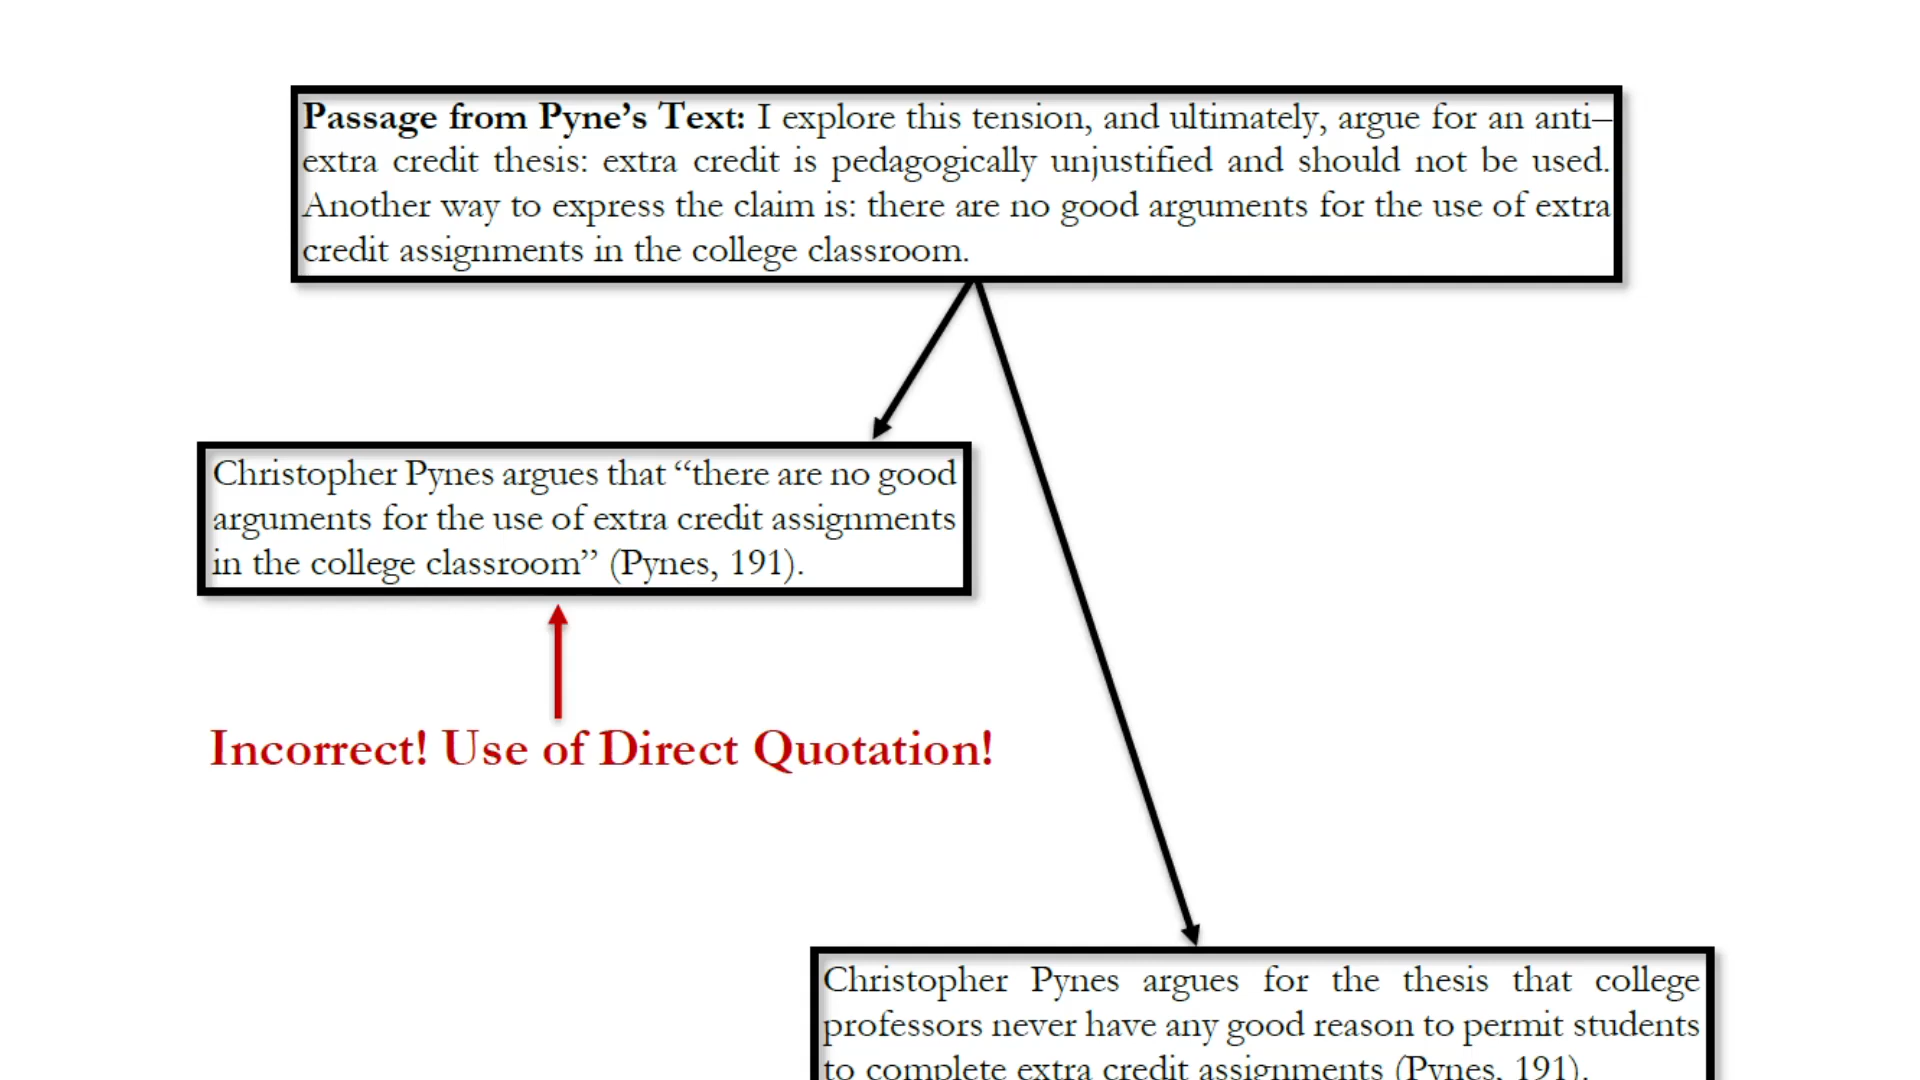 Passage from Pyne’s Text: I explore this tension, and ultimately, argue for an anti–
extra credit thesis: extra credit is pedagogically unjustified and should not be used.
Another way to express the claim is: there are no good arguments for the use of extra
credit assignments in the college classroom.
Christopher Pynes argues that “there are no good
arguments for the use of extra credit assignments
in the college classroom” (Pynes, 191).
Incorrect! Use of Direct Quotation!
Christopher Pynes argues for the thesis that college
professors never have any good reason to permit students
to complete extra credit assignments (Pynes, 191).